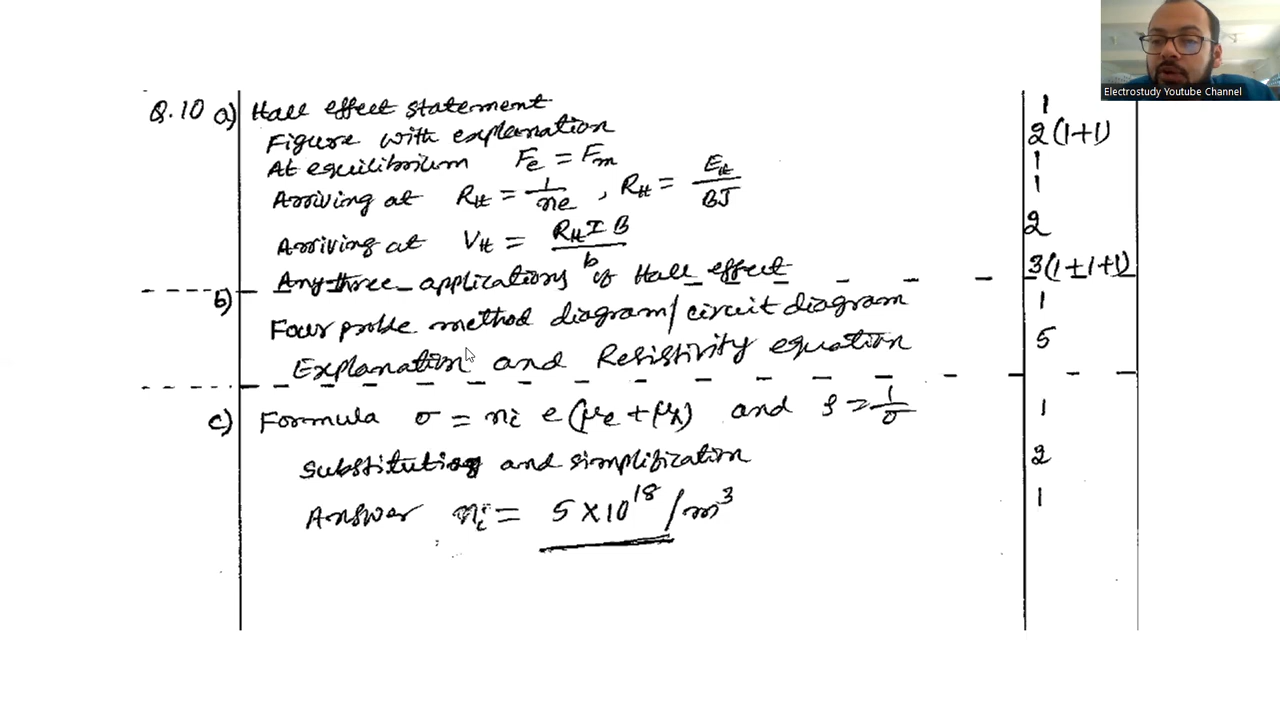 Electrostudy Youtube Channel
Q.10 a) Hall effect statement 1
Figure with explanation 2(1+1)
At equilibrium Fe = Fm 1
Arriving at RH = 1/ne , RH = EH/BJ 1
Arriving at VH = RH I B/b 2
Any three applications of Hall effect 3(1+1+1)
b) Four probe method diagram/circuit diagram 1
Explanation and Resistivity equation 5
c) Formula σ = ni e(μe+μh) and ρ = 1/σ 1
Substituting and simplification 2
Answer ni = 5×10^18/m^3 1